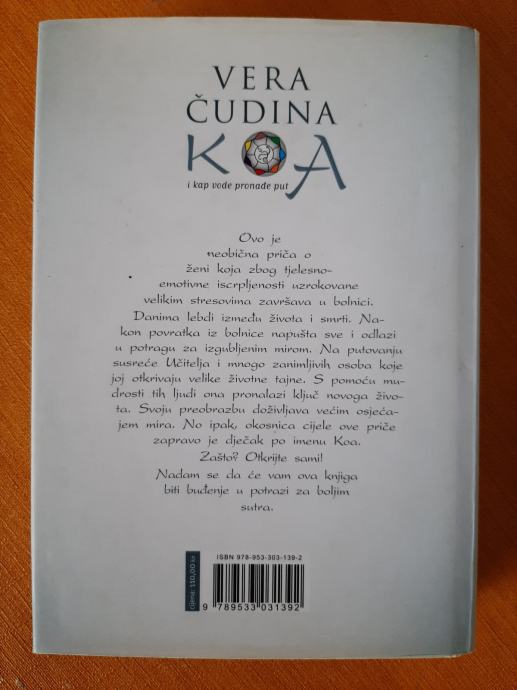 VERA
ČUDINA
KOA
i kap vode pronađe put
Ovo je
neobična priča o
ženi koja zbog tjelesno-
emotivne iscrpljenosti uzrokovane
velikim stresovima završava u bolnici.
Danima lebdi između života i smrti. Na-
kon povratka iz bolnice napušta sve i odlazi
u potragu za izgubljenim mirom. Na putovanju
susreće Učitelja i mnogo zanimljivih osoba koje
joj otkrivaju velike životne tajne. S pomoću mu-
drosti tih ljudi ona pronalazi ključ novoga živo-
ta. Svoju preobrazbu doživljava većim osjeća-
jem mira. No ipak, okosnica cijele ove priče
zapravo je dječak po imenu Koa.
Zašto? Otkrijte sami!
Nadam se da će vam ova knjiga
biti buđenje u potrazi za boljim
sutra.
ISBN 978-953-303-139-2
cijena: 110,00 kn
9 789533 031392